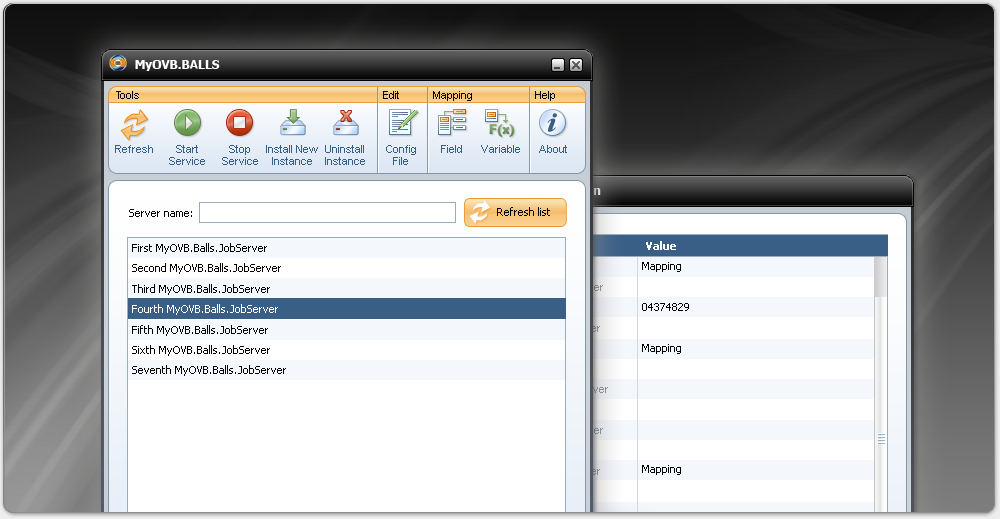 MyOVB.BALLS
Tools
Edit
Mapping
Help
Refresh
Start
Service
Stop
Service
Install New
Instance
Uninstall
Instance
Config
File
Field
F(x)
Variable
About
Server name:
Refresh list
First MyOVB.Balls.JobServer
Second MyOVB.Balls.JobServer
Third MyOVB.Balls.JobServer
Fourth MyOVB.Balls.JobServer
Fifth MyOVB.Balls.JobServer
Sixth MyOVB.Balls.JobServer
Seventh MyOVB.Balls.JobServer
n
Value
Mapping
er
04374829
er
Mapping
ver
er
er
Mapping